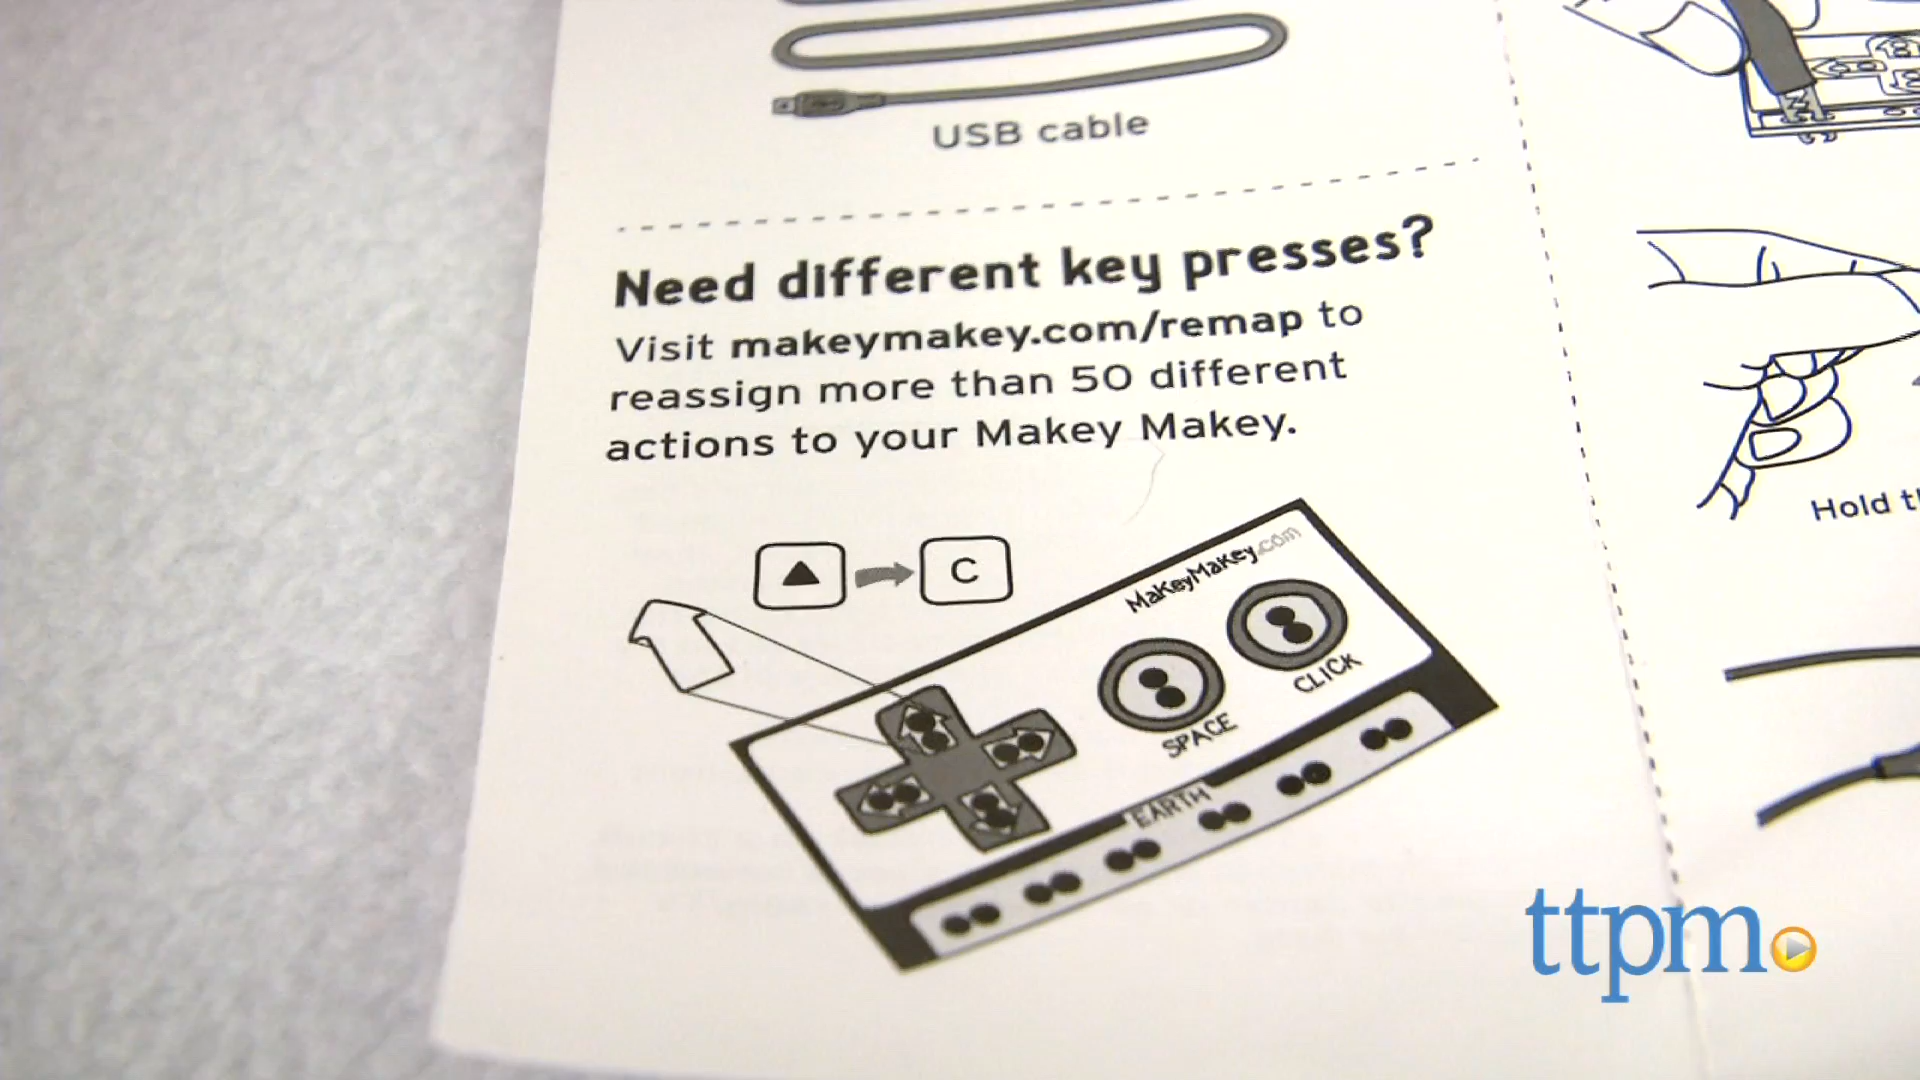 USB cable
Need different key presses?
Visit makeymakey.com/remap to
reassign more than 50 different
actions to your Makey Makey.
C
MaKeyMaKey.com
CLICK
SPACE
EARTH
Hold
ttpm